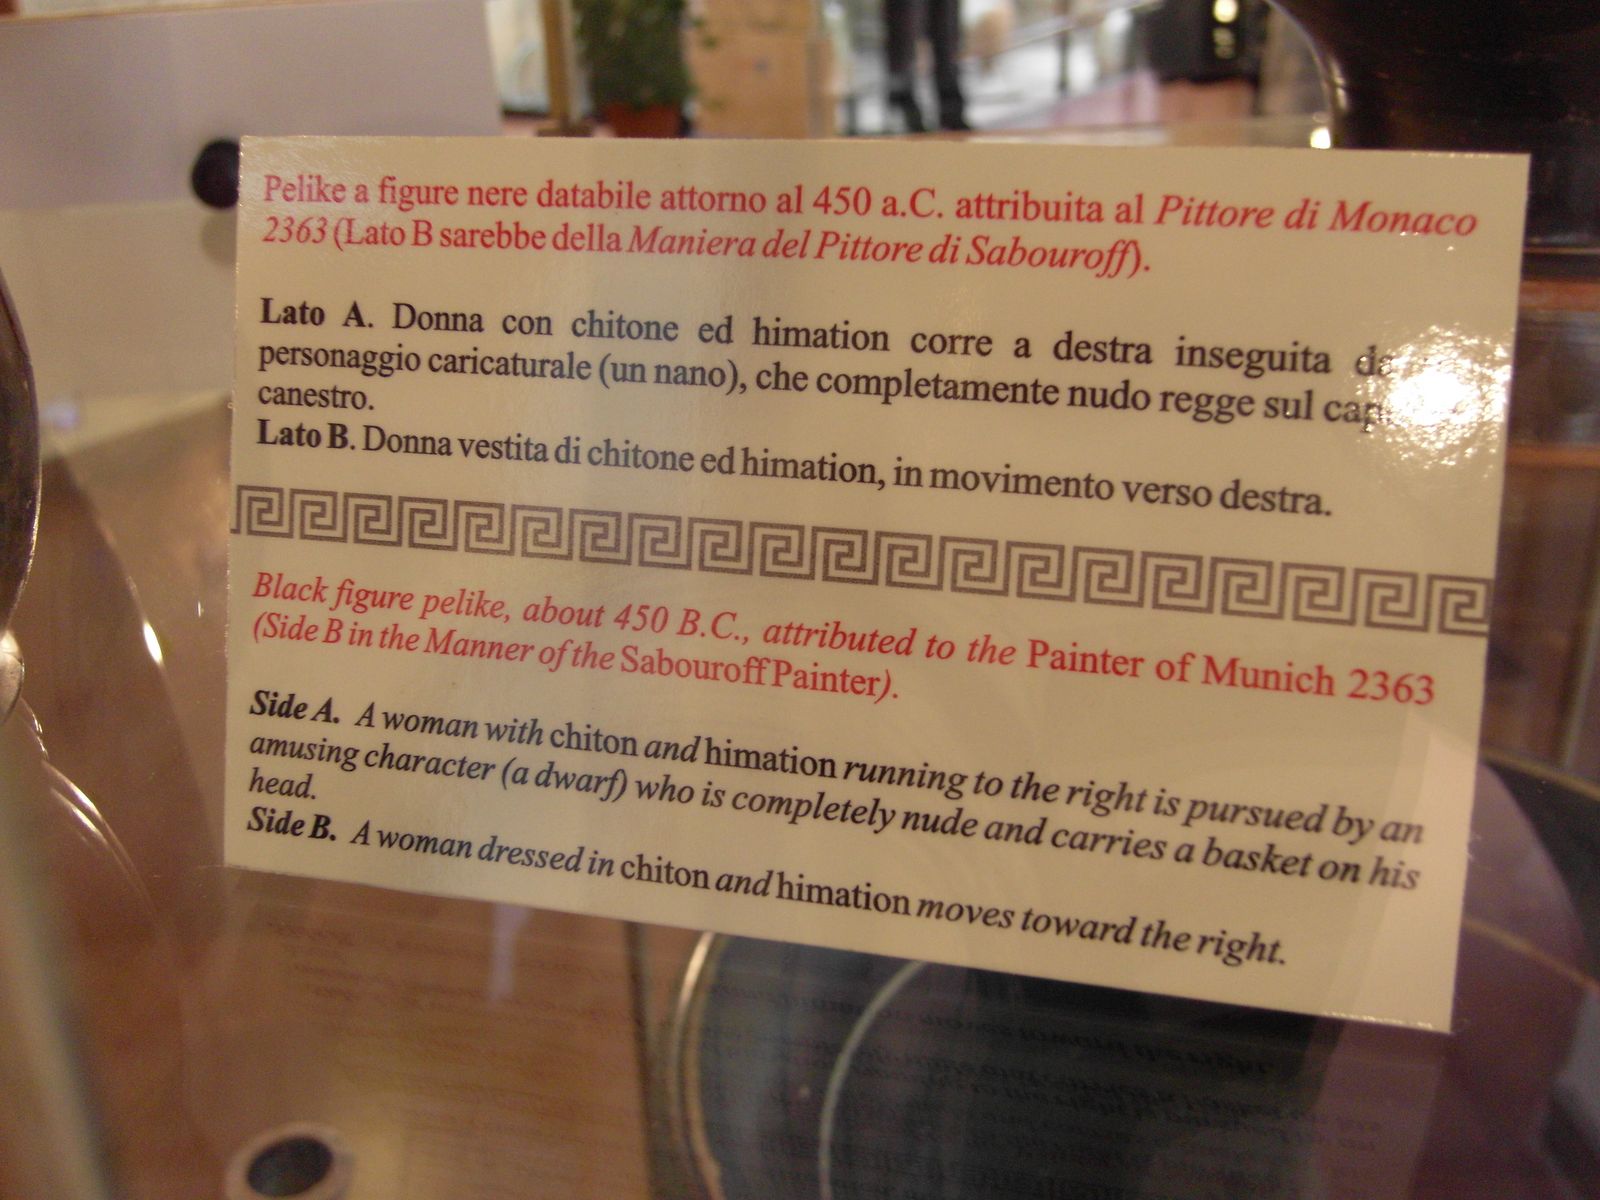 Pelike a figure nere databile attorno al 450 a.C. attribuita al Pittore di Monaco
2363 (Lato B sarebbe della Maniera del Pittore di Sabouroff).
Lato A. Donna con chitone ed himation corre a destra inseguita
personaggio caricaturale (un nano), che completamente nudo regge sul
canestro.
Lato B. Donna vestita di chitone ed himation, in movimento verso destra.
Black figure pelike, about 450 B.C., attributed to the Painter of Munich 2363
(Side B in the Manner of the Sabouroff Painter).
Side A. A woman with chiton and himation running to the right is pursued by an
amusing character (a dwarf) who is completely nude and carries a basket on his
head.
Side B. A woman dressed in chiton and himation moves toward the right.